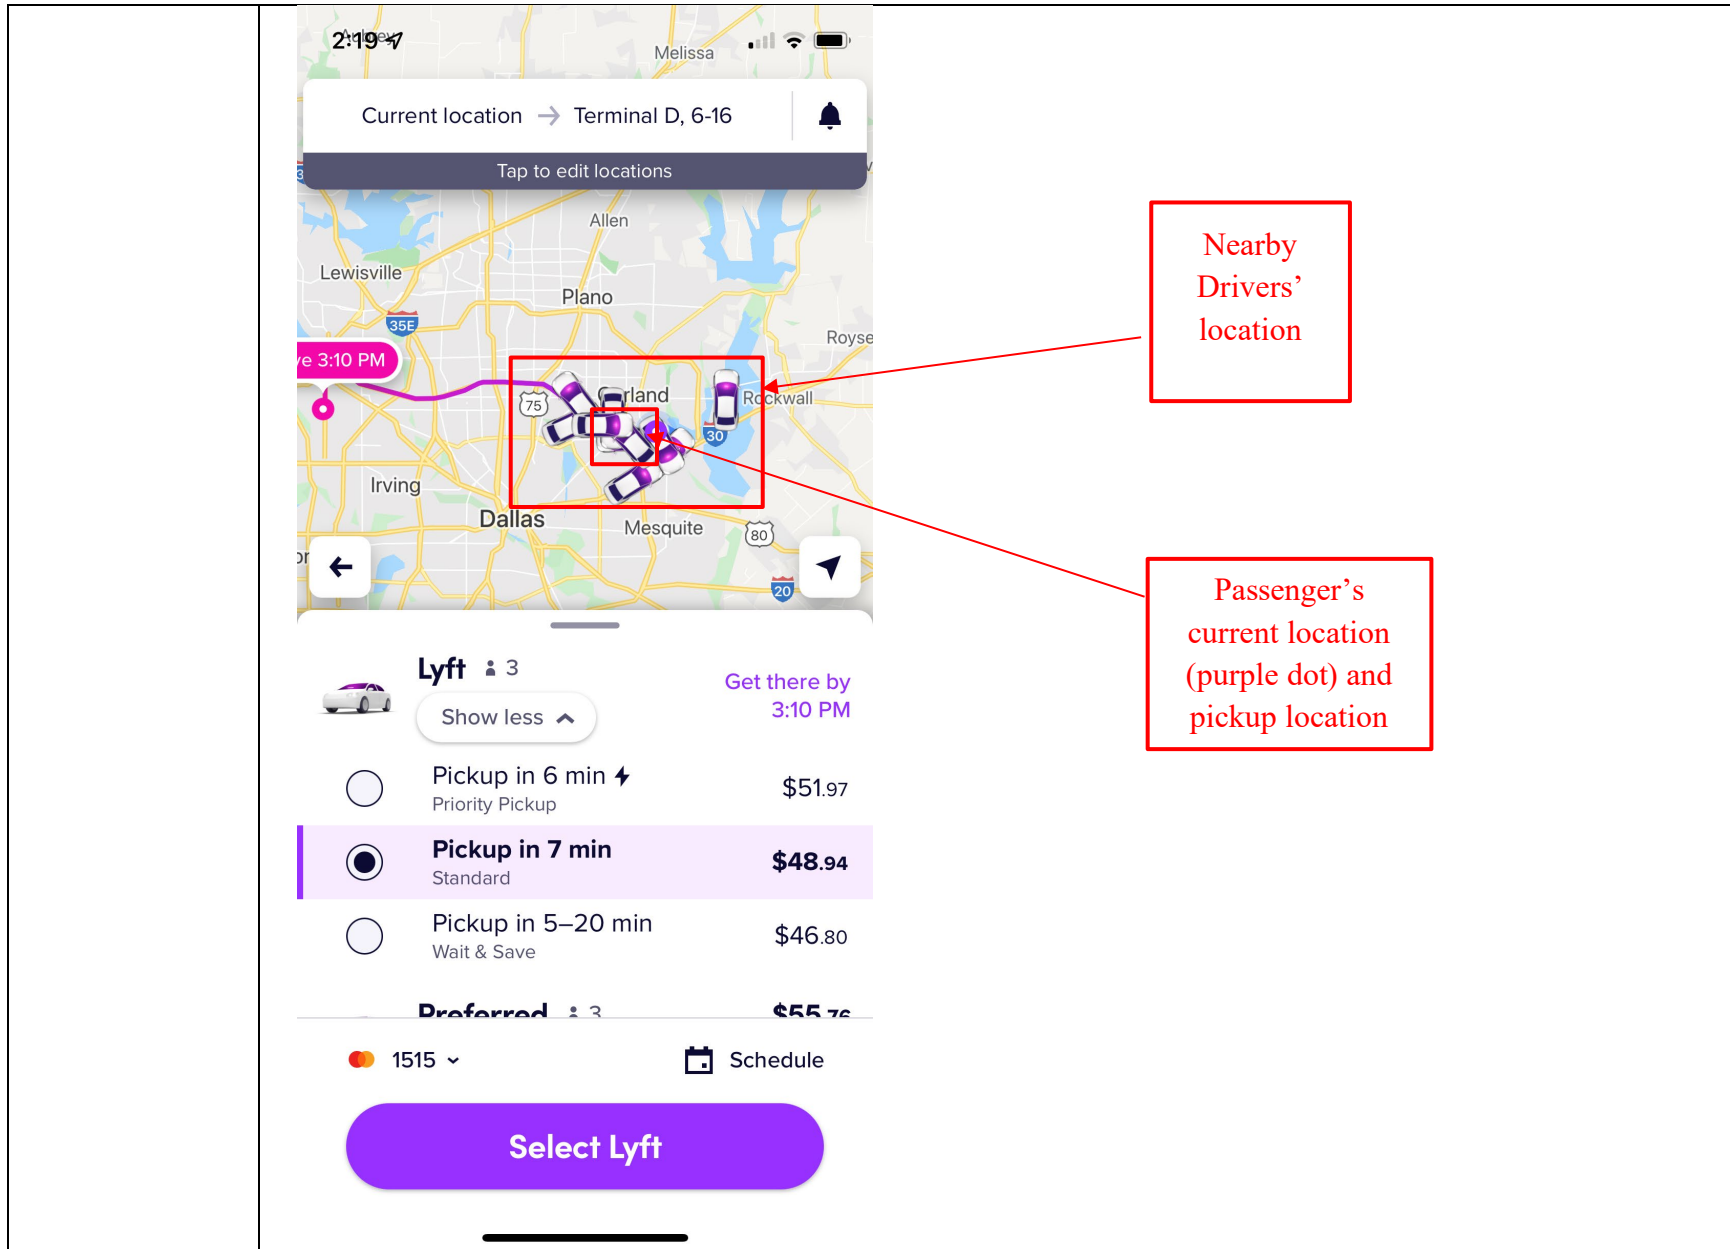 2:19
Melissa
Current location → Terminal D, 6-16
Tap to edit locations
Allen
Lewisville
Plano
35E
Royse
ve 3:10 PM
75
Rockwall
30
Irving
Dallas
Mesquite
80
20
Lyft 3
Show less
Get there by
3:10 PM
Pickup in 6 min
$51.97
Priority Pickup
Pickup in 7 min
$48.94
Standard
Pickup in 5–20 min
$46.80
Wait & Save
Preferred 3
$55.76
1515
Schedule
Select Lyft
Nearby
Drivers’
location
Passenger’s
current location
(purple dot) and
pickup location